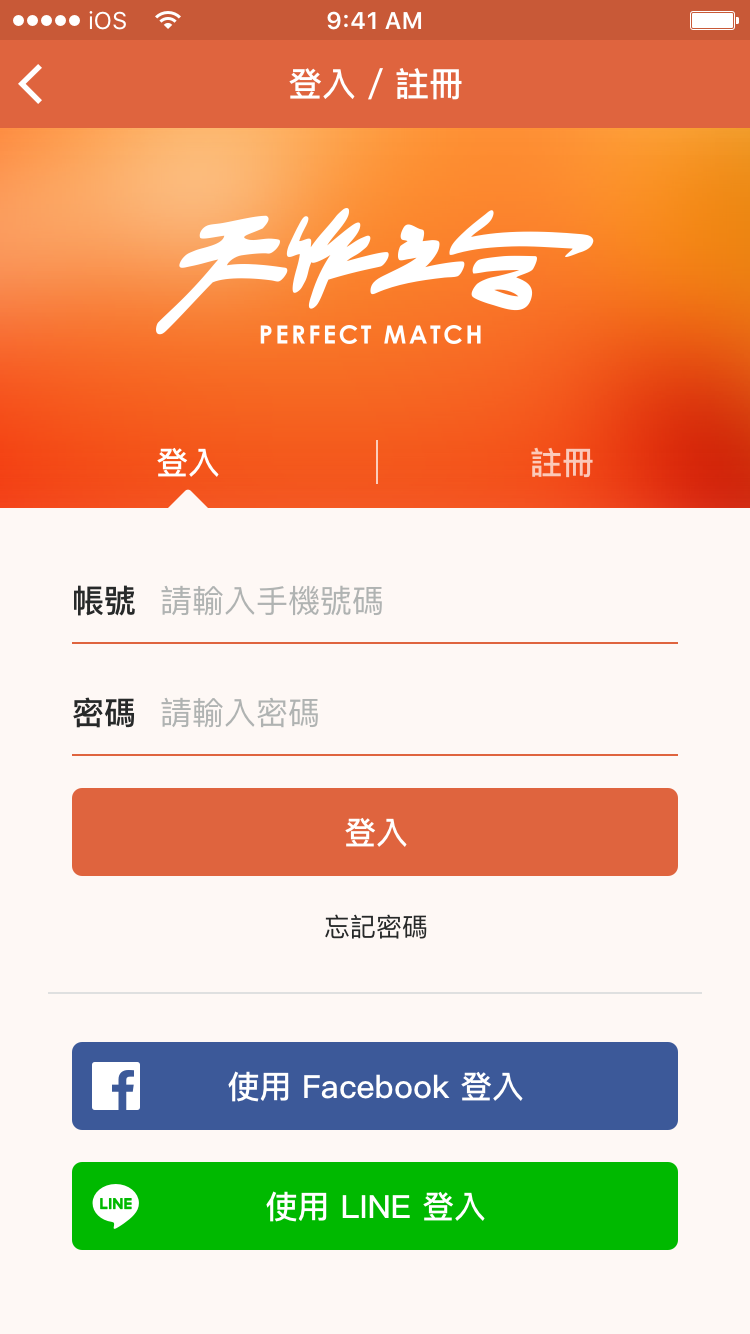 iOS 9:41 AM
登入 / 註冊
天作之合
PERFECT MATCH
登入 註冊
帳號 請輸入手機號碼
密碼 請輸入密碼
登入
忘記密碼
使用 Facebook 登入
LINE 使用 LINE 登入